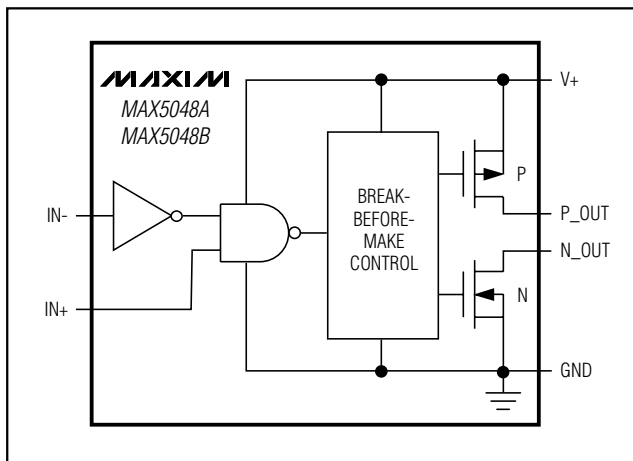 MAXIM
MAX5048A
MAX5048B
V+
P
BREAK-
BEFORE-
MAKE
CONTROL
IN-
P_OUT
N_OUT
N
IN+
GND